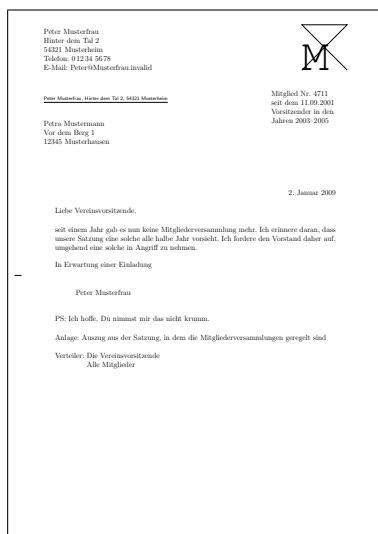 Peter Musterfrau
Hinter dem Tal 2
54321 Musterheim
Telefon: 0 12 34 56 78
E-Mail: Peter@Musterfrau.invalid
M
Peter Musterfrau, Hinter dem Tal 2, 54321 Musterheim
Mitglied Nr. 4711
seit dem 11.09.2001
Vorsitzender in den
Jahren 2003–2005
Petra Mustermann
Vor dem Berg 1
12345 Musterhausen
2. Januar 2009
Liebe Vereinsvorsitzende,
seit einem Jahr gab es nun keine Mitgliederversammlung mehr. Ich erinnere daran, dass
unsere Satzung eine solche alle halbe Jahr vorsieht. Ich fordere den Vorstand daher auf,
umgehend eine solche in Angriff zu nehmen.
In Erwartung einer Einladung
Peter Musterfrau
PS: Ich hoffe, Du nimmst mir das nicht krumm.
Anlage: Auszug aus der Satzung, in dem die Mitgliederversammlungen geregelt sind
Verteiler: Die Vereinsvorsitzende
Alle Mitglieder